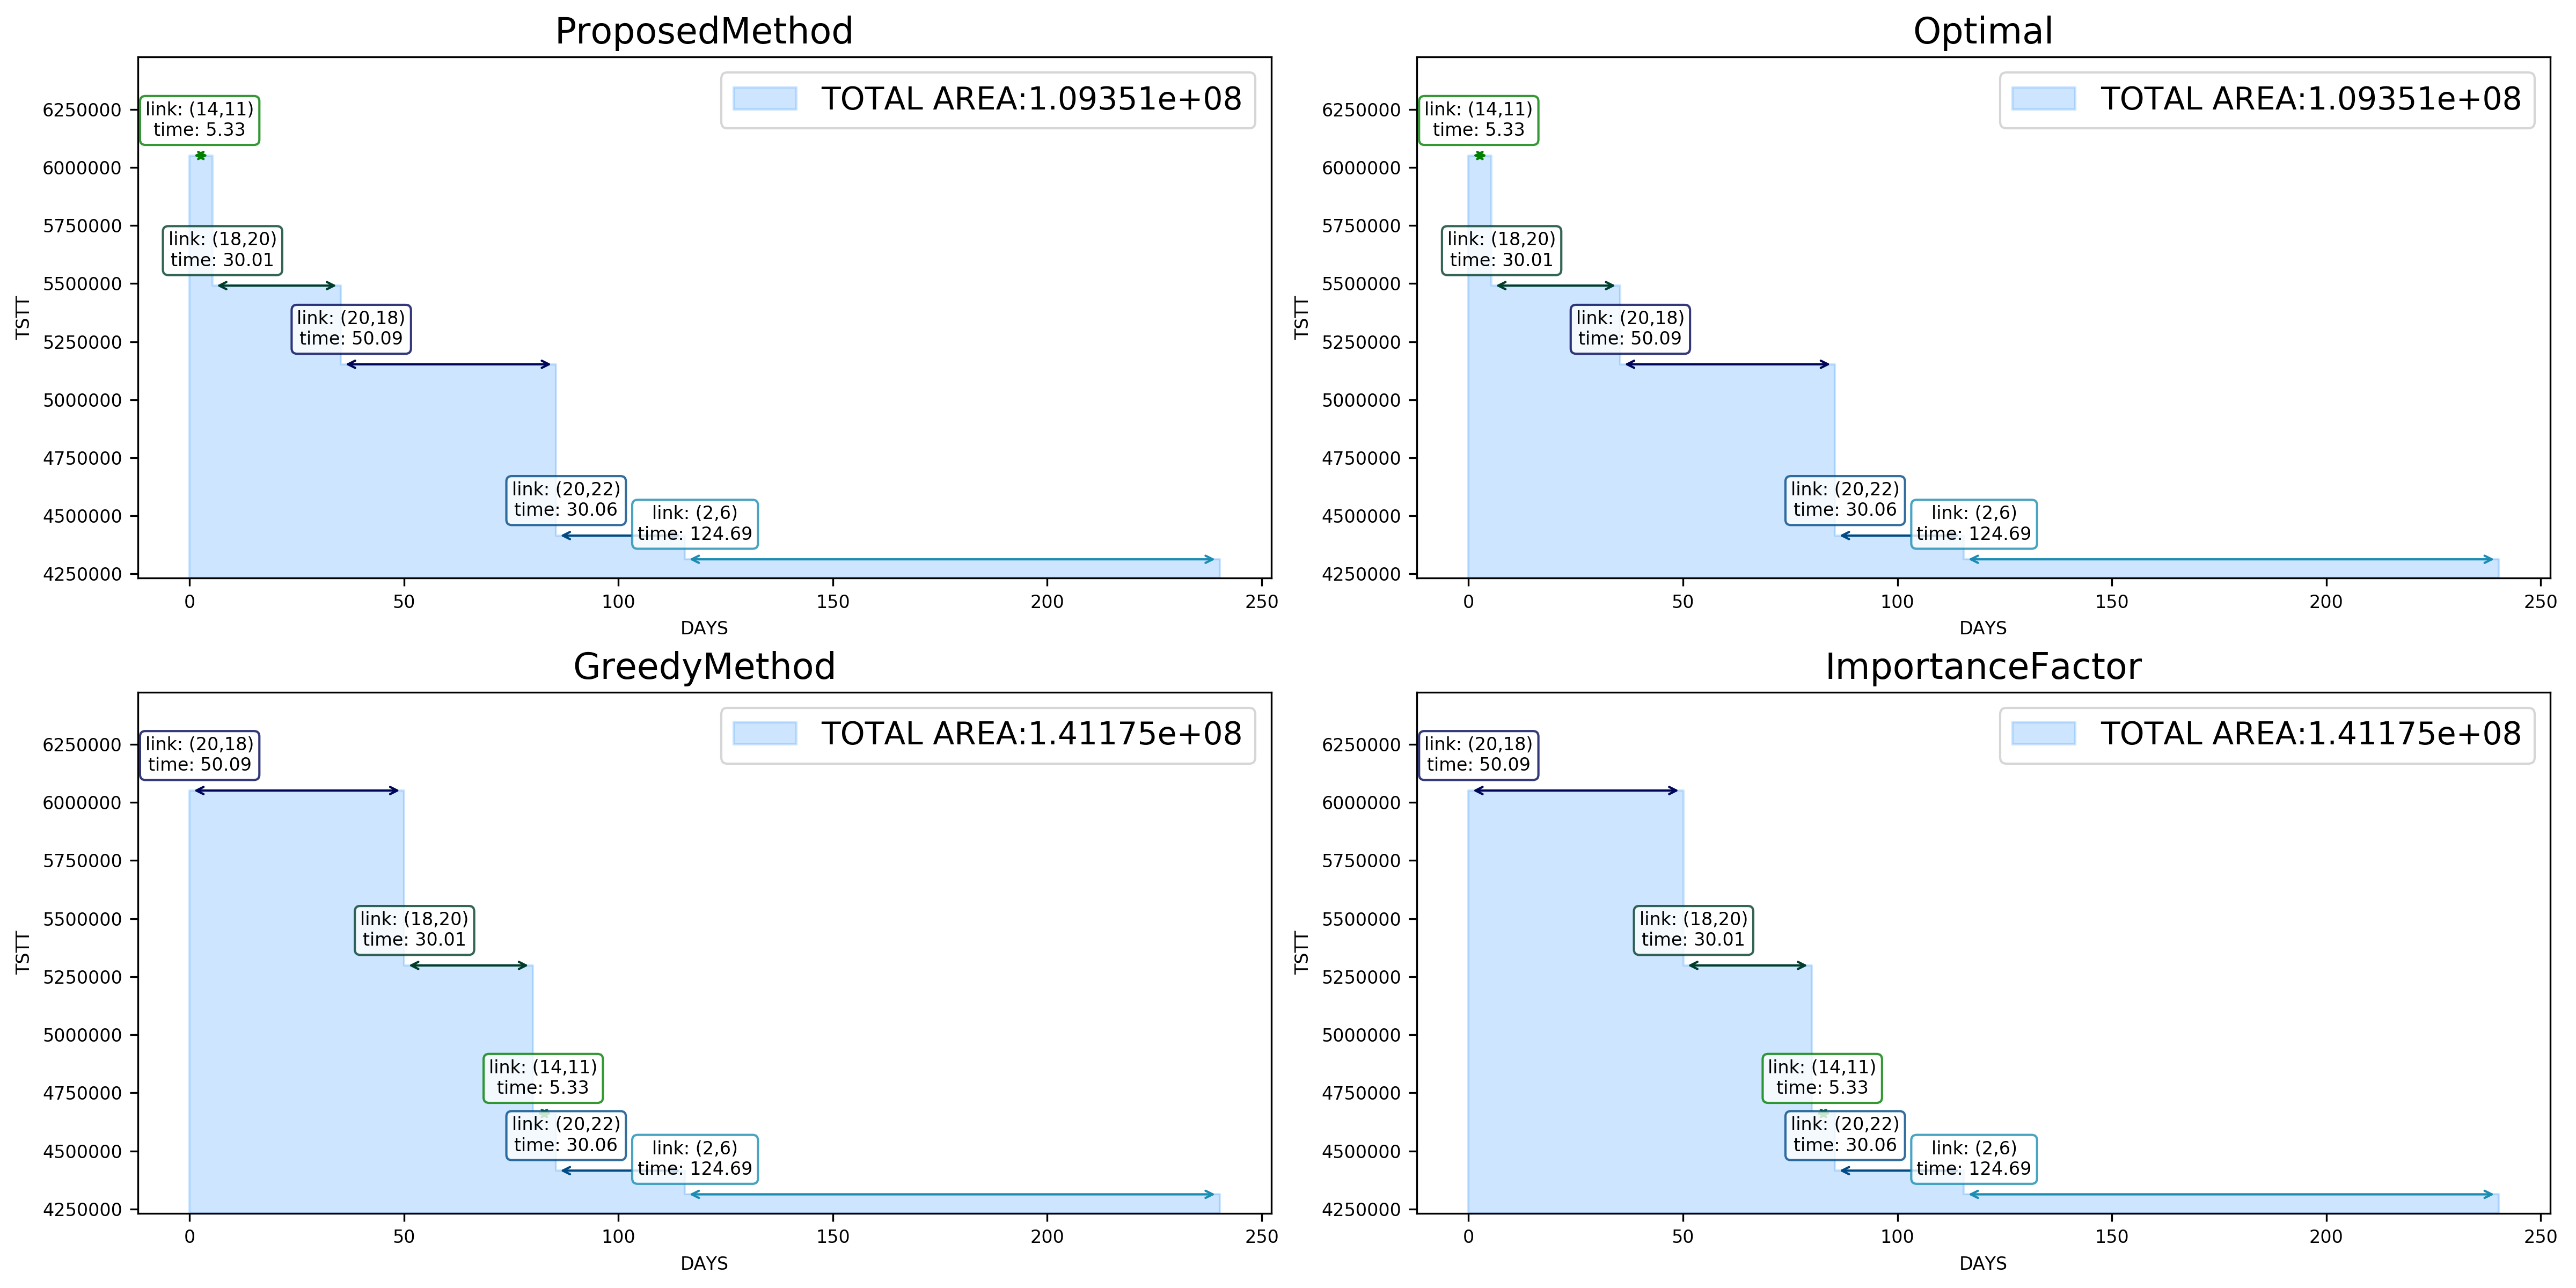 ProposedMethod
TOTAL AREA:1.09351e+08
link: (14,11)
time: 5.33
link: (18,20)
time: 30.01
link: (20,18)
time: 50.09
link: (20,22)
time: 30.06
link: (2,6)
time: 124.69
6250000
6000000
5750000
5500000
5250000
5000000
4750000
4500000
4250000
TSTT
0 50 100 150 200 250
DAYS
Optimal
TOTAL AREA:1.09351e+08
link: (14,11)
time: 5.33
link: (18,20)
time: 30.01
link: (20,18)
time: 50.09
link: (20,22)
time: 30.06
link: (2,6)
time: 124.69
6250000
6000000
5750000
5500000
5250000
5000000
4750000
4500000
4250000
TSTT
0 50 100 150 200 250
DAYS
GreedyMethod
TOTAL AREA:1.41175e+08
link: (20,18)
time: 50.09
link: (18,20)
time: 30.01
link: (14,11)
time: 5.33
link: (20,22)
time: 30.06
link: (2,6)
time: 124.69
6250000
6000000
5750000
5500000
5250000
5000000
4750000
4500000
4250000
TSTT
0 50 100 150 200 250
DAYS
ImportanceFactor
TOTAL AREA:1.41175e+08
link: (20,18)
time: 50.09
link: (18,20)
time: 30.01
link: (14,11)
time: 5.33
link: (20,22)
time: 30.06
link: (2,6)
time: 124.69
6250000
6000000
5750000
5500000
5250000
5000000
4750000
4500000
4250000
TSTT
0 50 100 150 200 250
DAYS